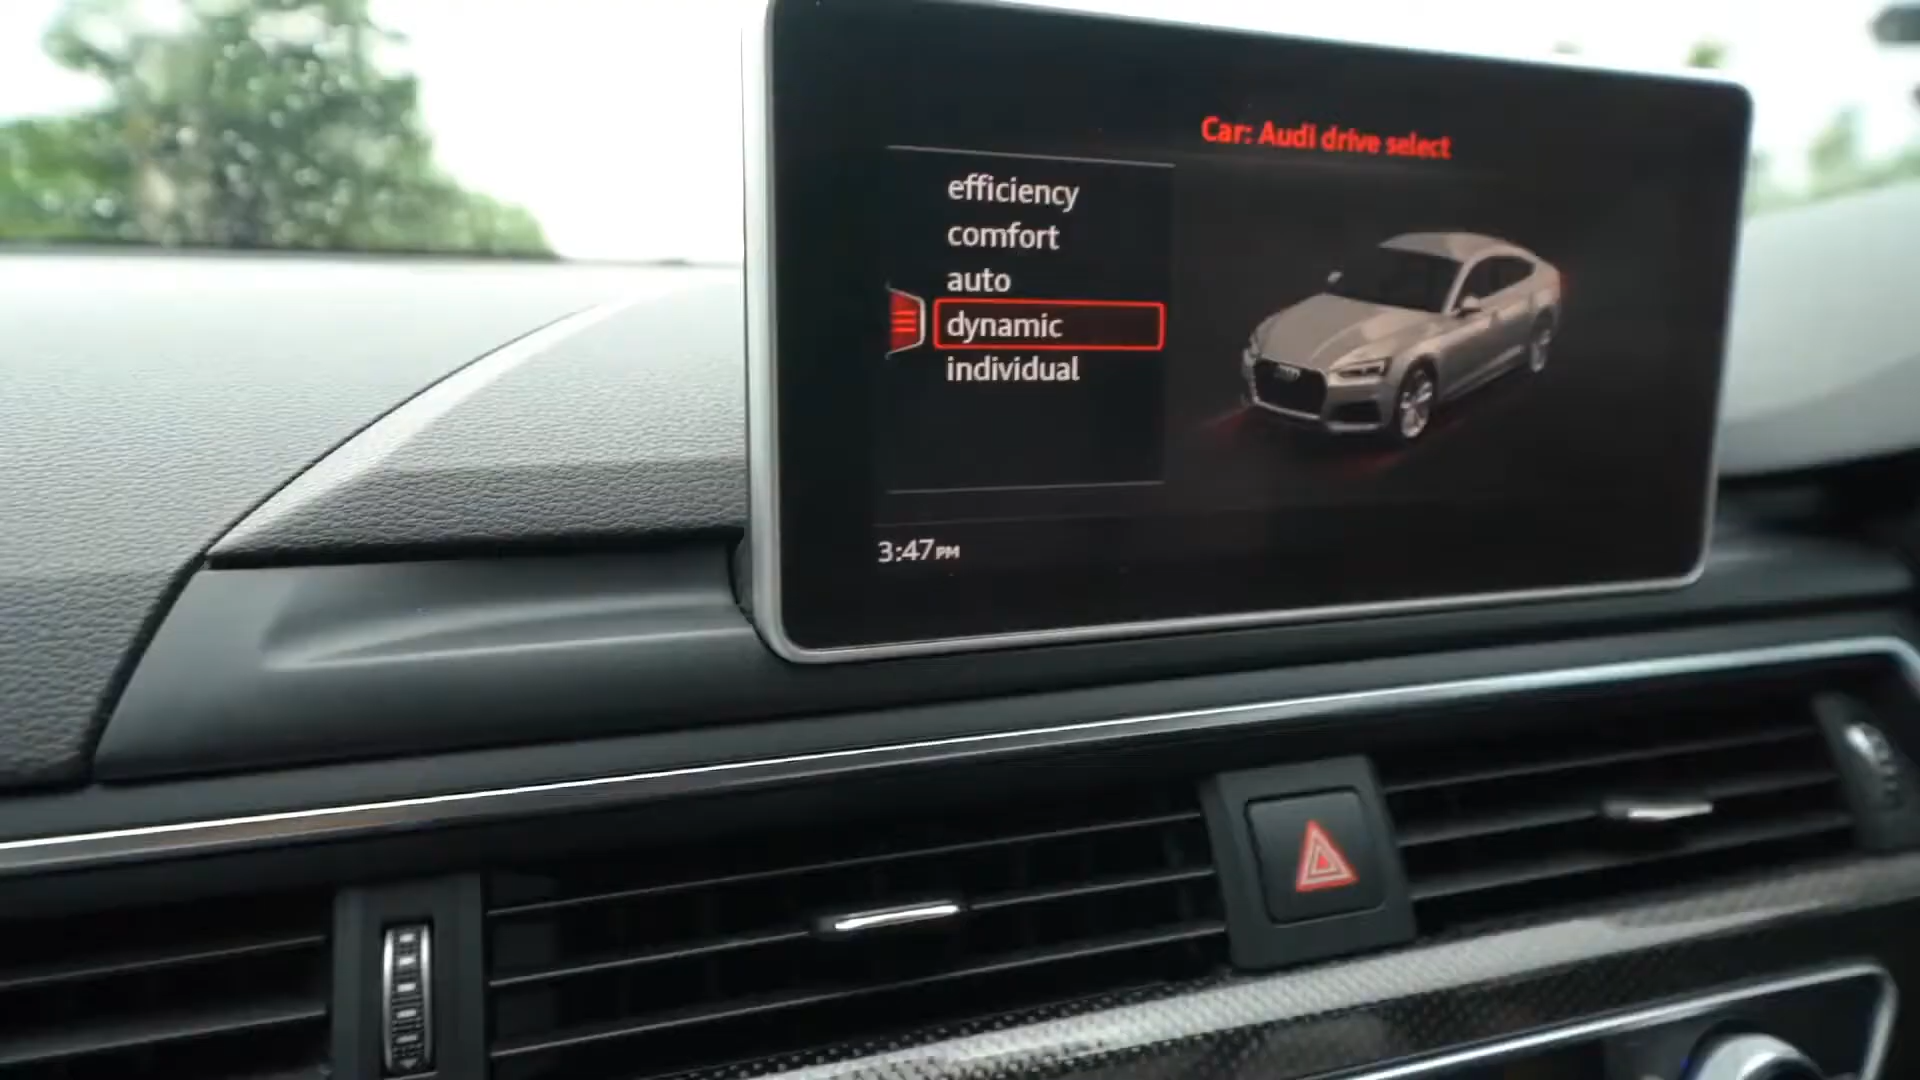 Car: Audi drive select
efficiency
comfort
auto
dynamic
individual
3:47 PM